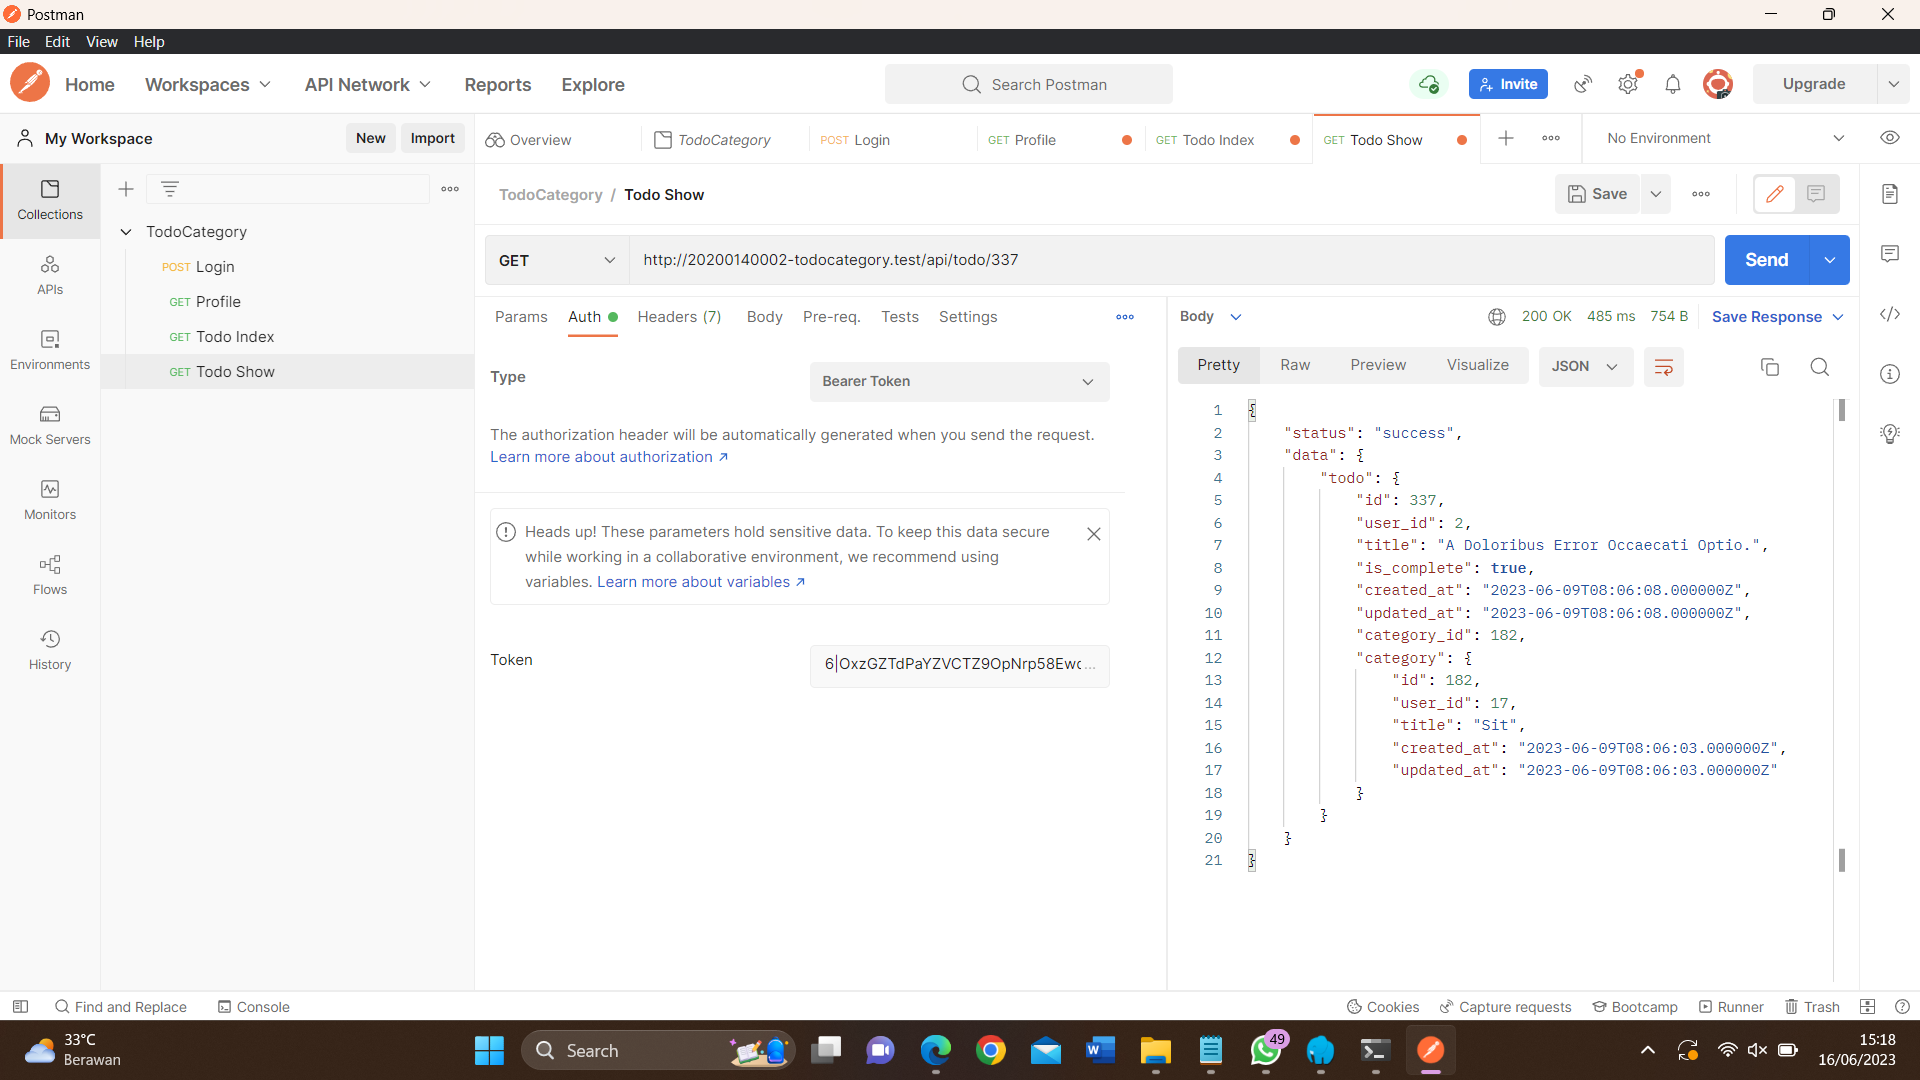 Postman
File Edit View Help
Home Workspaces API Network Reports Explore
Search Postman
Invite
Upgrade
My Workspace
New Import
Overview
TodoCategory
POST Login
GET Profile
GET Todo Index
GET Todo Show
No Environment
Collections
APIs
Environments
Mock Servers
Monitors
Flows
History
TodoCategory
POST Login
GET Profile
GET Todo Index
GET Todo Show
TodoCategory / Todo Show
Save
GET http://20200140002-todocategory.test/api/todo/337
Send
Params Auth Headers (7) Body Pre-req. Tests Settings
Type
Bearer Token
The authorization header will be automatically generated when you send the request.
Learn more about authorization ↗
Heads up! These parameters hold sensitive data. To keep this data secure
while working in a collaborative environment, we recommend using
variables. Learn more about variables ↗
Token
6|OxzGZTdPaYZVCTZ9OpNrp58Ewc...
Body
200 OK 485 ms 754 B Save Response
Pretty Raw Preview Visualize JSON
1 {
2 "status": "success",
3 "data": {
4 "todo": {
5 "id": 337,
6 "user_id": 2,
7 "title": "A Doloribus Error Occaecati Optio.",
8 "is_complete": true,
9 "created_at": "2023-06-09T08:06:08.000000Z",
10 "updated_at": "2023-06-09T08:06:08.000000Z",
11 "category_id": 182,
12 "category": {
13 "id": 182,
14 "user_id": 17,
15 "title": "Sit",
16 "created_at": "2023-06-09T08:06:03.000000Z",
17 "updated_at": "2023-06-09T08:06:03.000000Z"
18 }
19 }
20 }
21 }
Find and Replace Console
Cookies Capture requests Bootcamp Runner Trash
33°C
Berawan
Search
49
15:18
16/06/2023